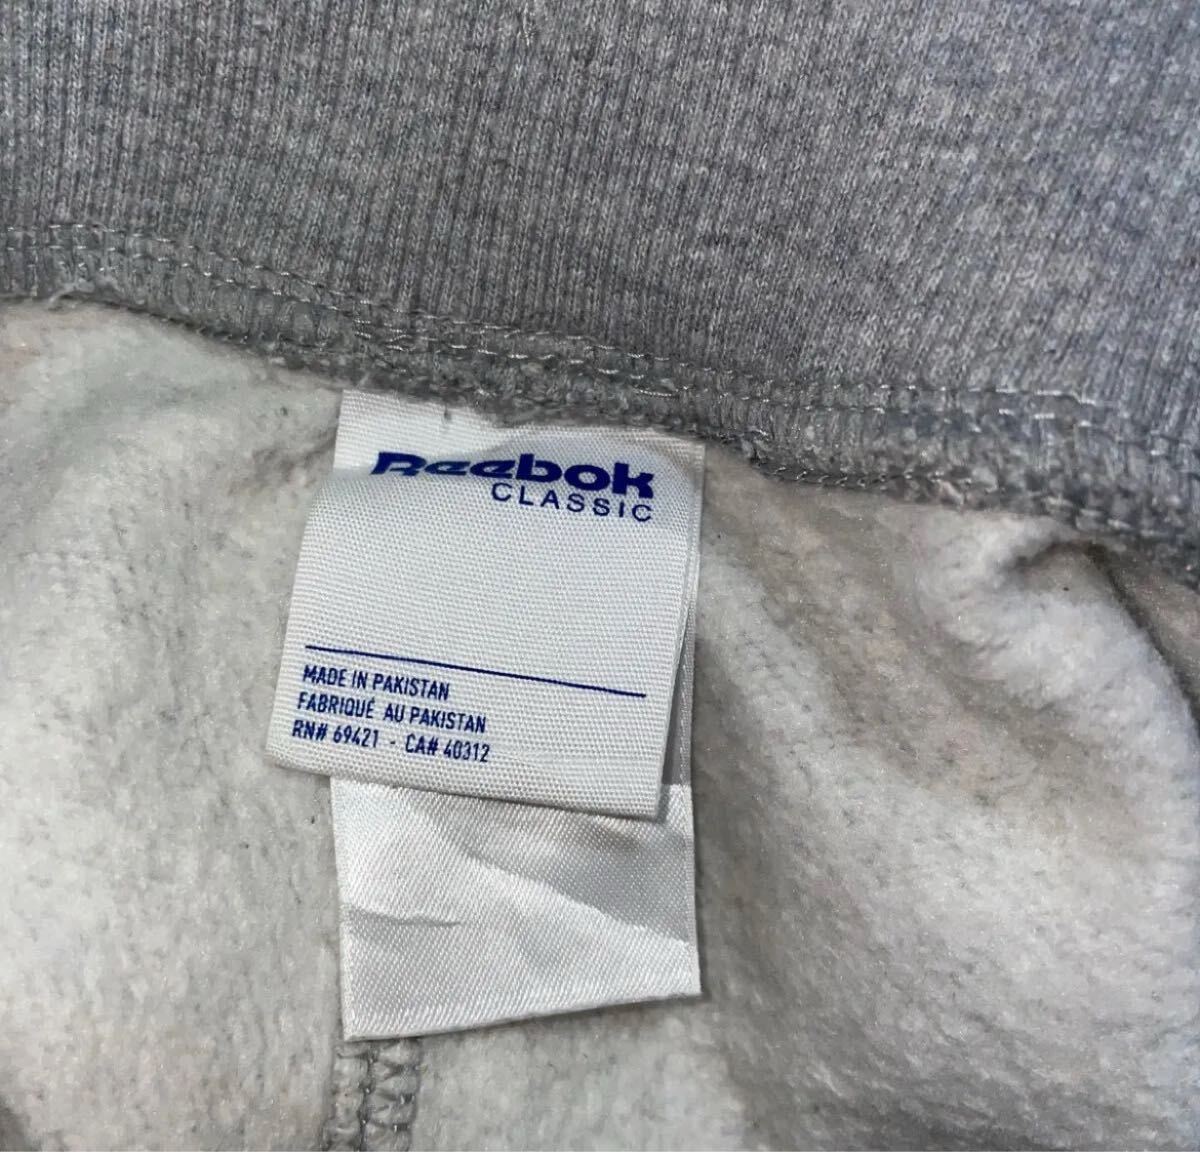 Reebok
CLASSIC
MADE IN PAKISTAN
FABRIQUÉ AU PAKISTAN
RN# 69421 - CA# 40312